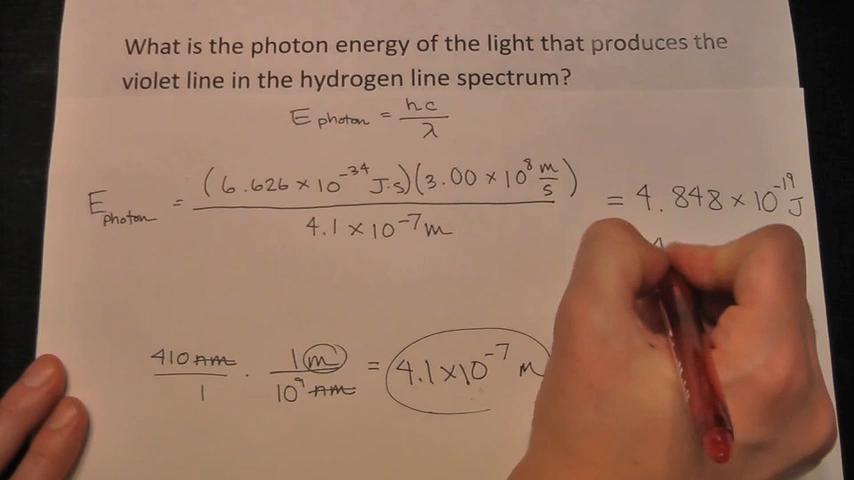 What is the photon energy of the light that produces the
violet line in the hydrogen line spectrum?
E photon = hc / λ
E photon = (6.626 × 10^-34 J·s)(3.00 × 10^8 m/s) / 4.1 × 10^-7 m = 4.848 × 10^-19 J
410 nm / 1 · 1 m / 10^9 nm = 4.1 × 10^-7 m